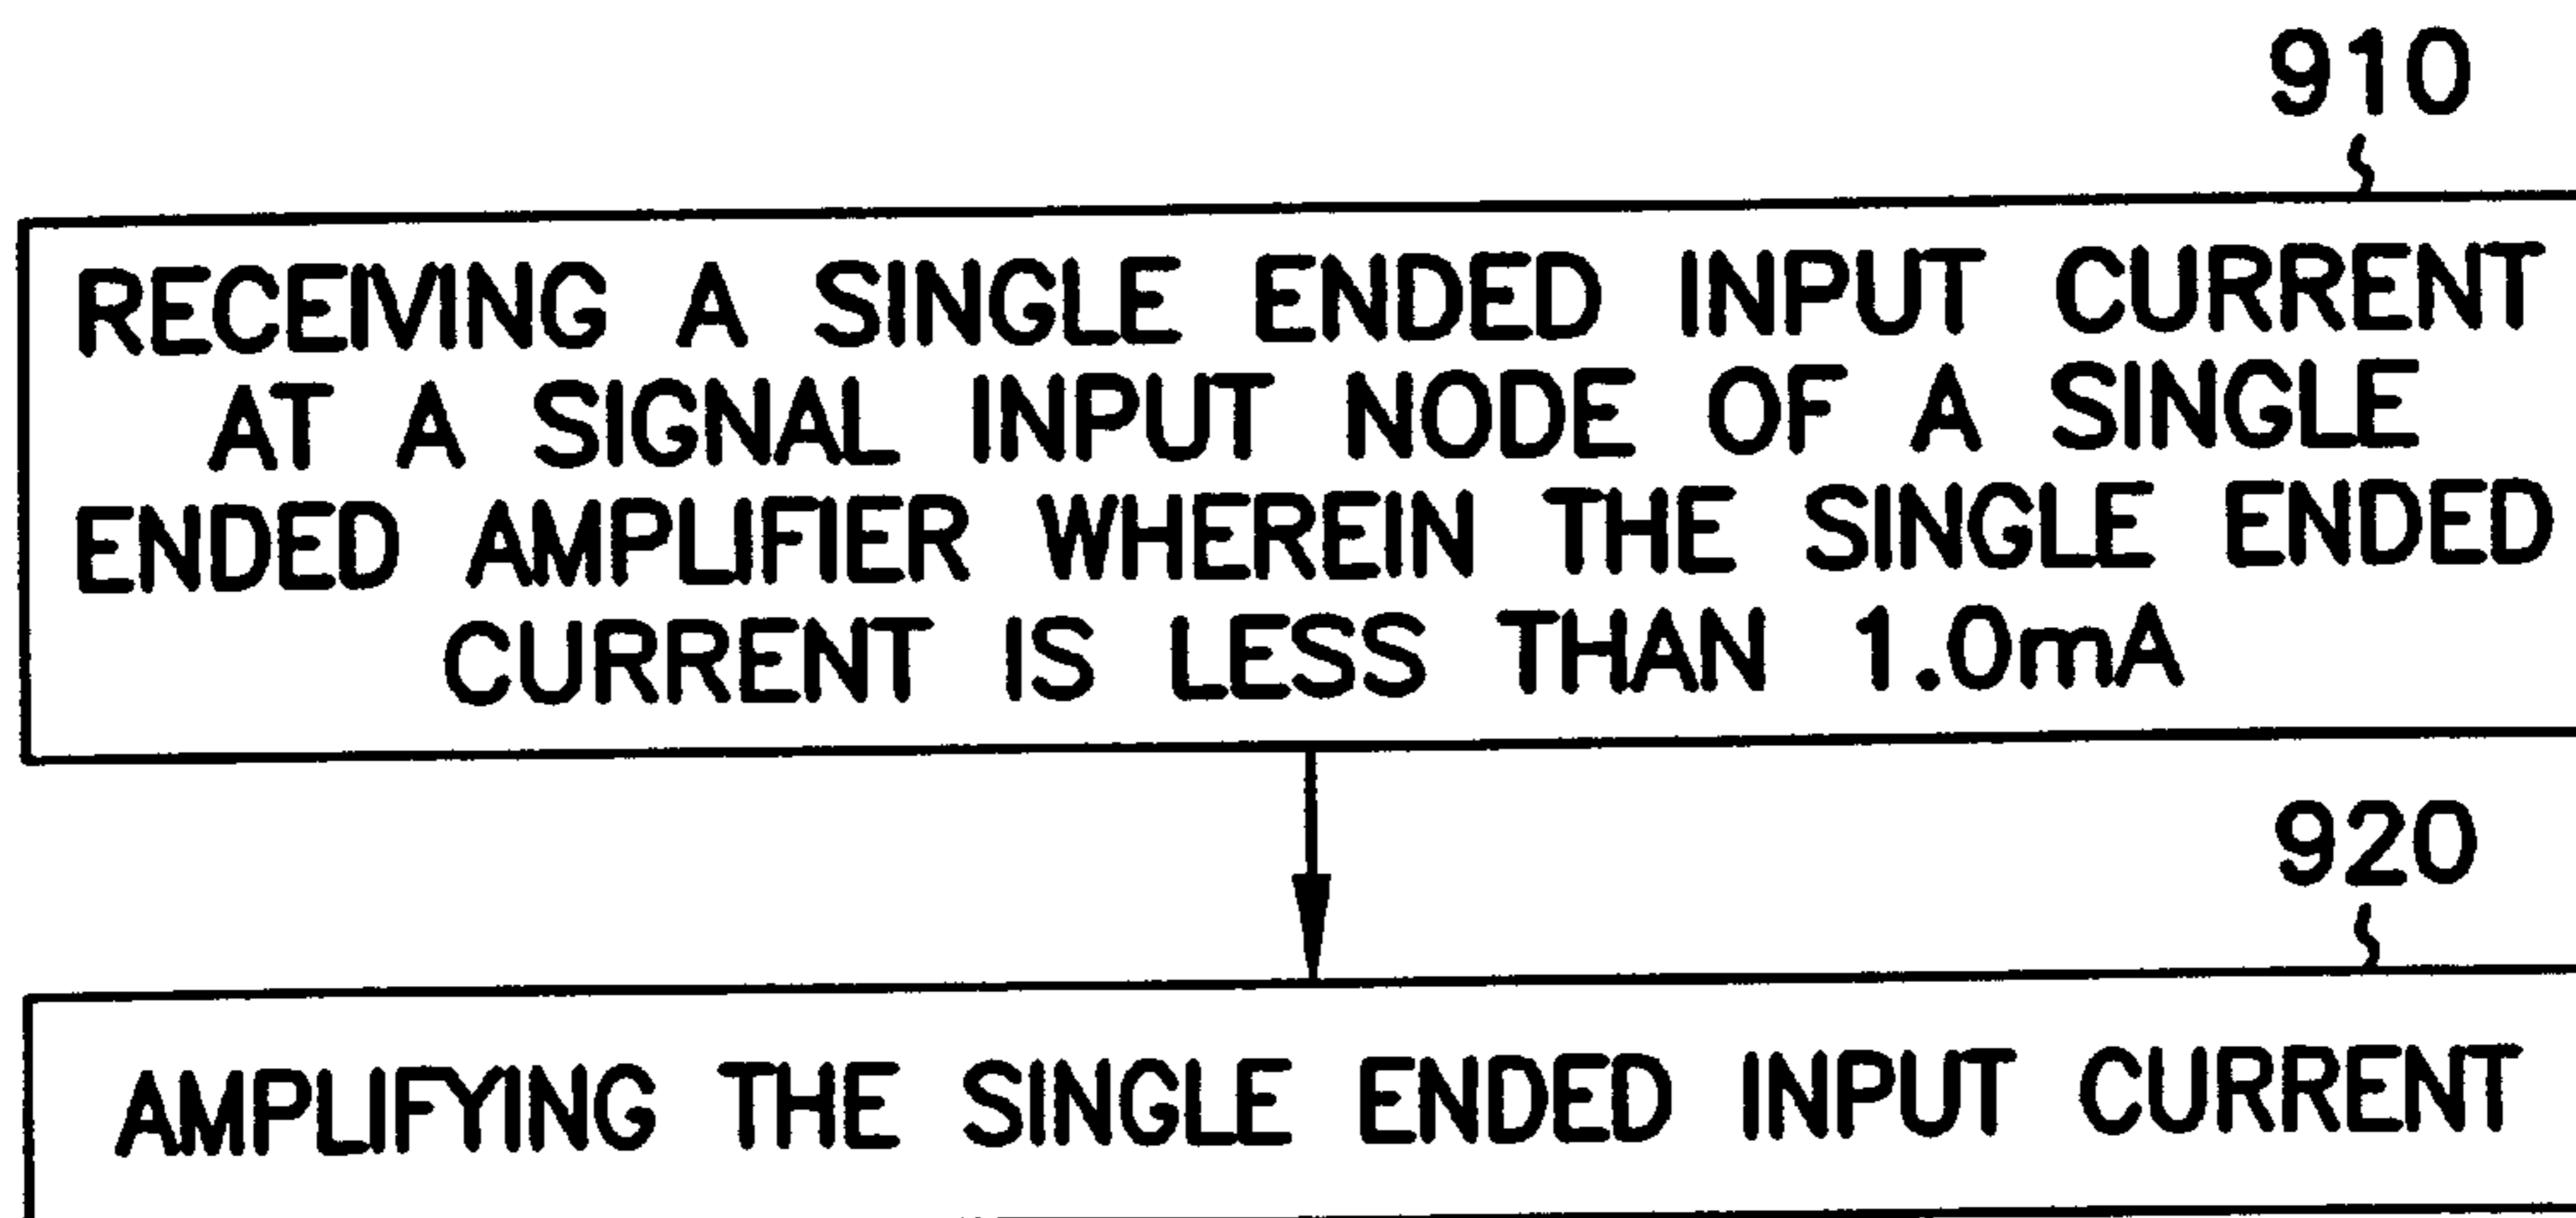 910
RECEIVING A SINGLE ENDED INPUT CURRENT
AT A SIGNAL INPUT NODE OF A SINGLE
ENDED AMPLIFIER WHEREIN THE SINGLE ENDED
CURRENT IS LESS THAN 1.0mA
920
AMPLIFYING THE SINGLE ENDED INPUT CURRENT